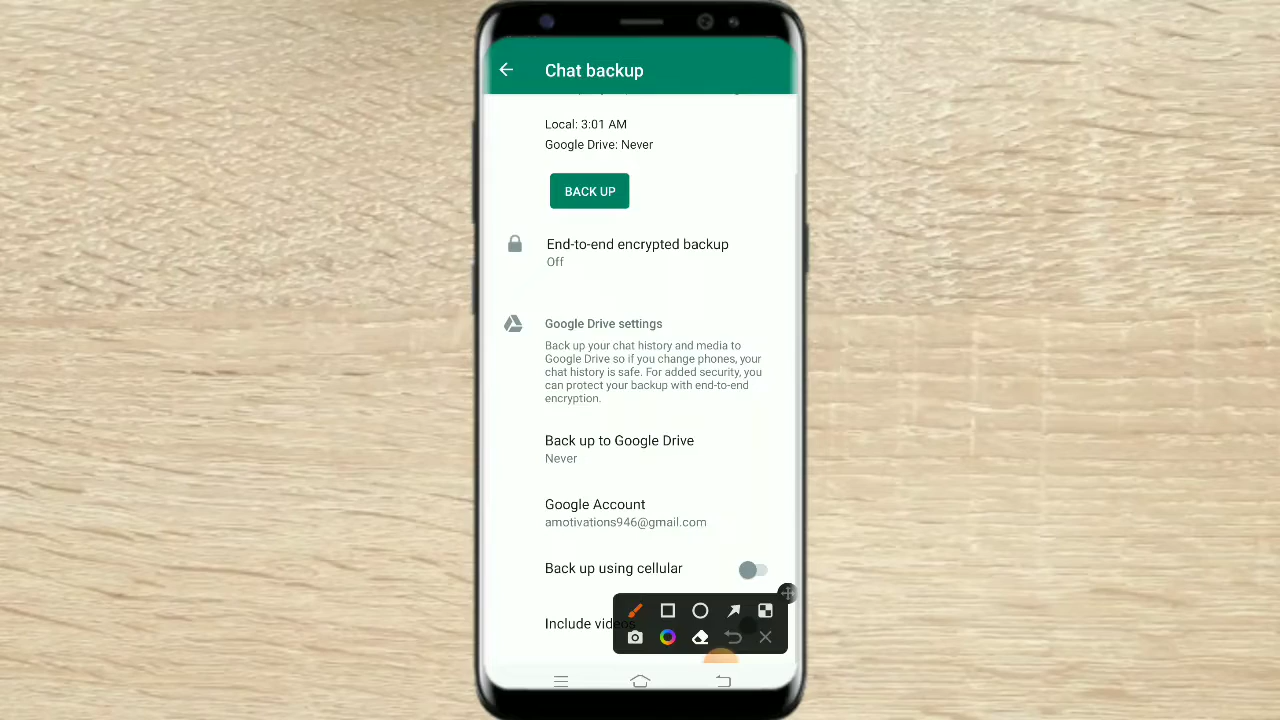 Chat backup
Local: 3:01 AM
Google Drive: Never
BACK UP
End-to-end encrypted backup
Off
Google Drive settings
Back up your chat history and media to
Google Drive so if you change phones, your
chat history is safe. For added security, you
can protect your backup with end-to-end
encryption.
Back up to Google Drive
Never
Google Account
amotivations946@gmail.com
Back up using cellular
Include videos